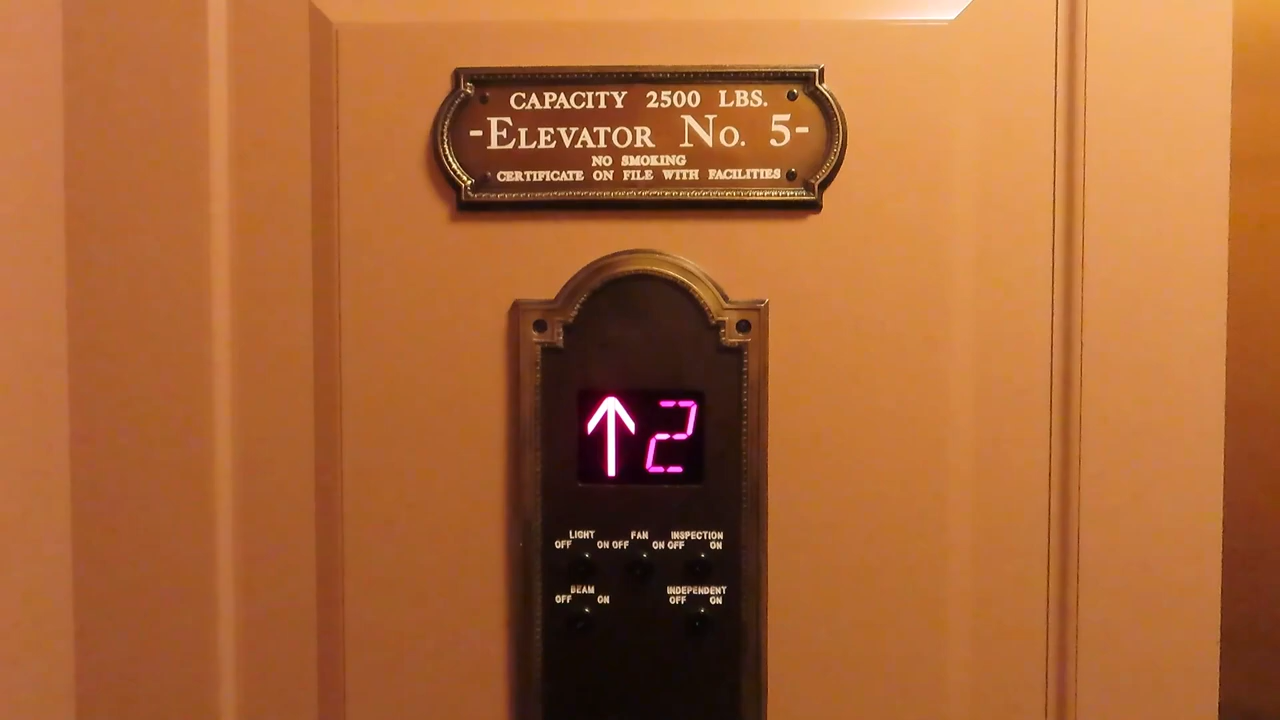 CAPACITY 2500 LBS.
-ELEVATOR No. 5-
NO SMOKING
CERTIFICATE ON FILE WITH FACILITIES
↑2
LIGHT FAN INSPECTION
OFF ON OFF ON OFF ON
BEAM INDEPENDENT
OFF ON OFF ON